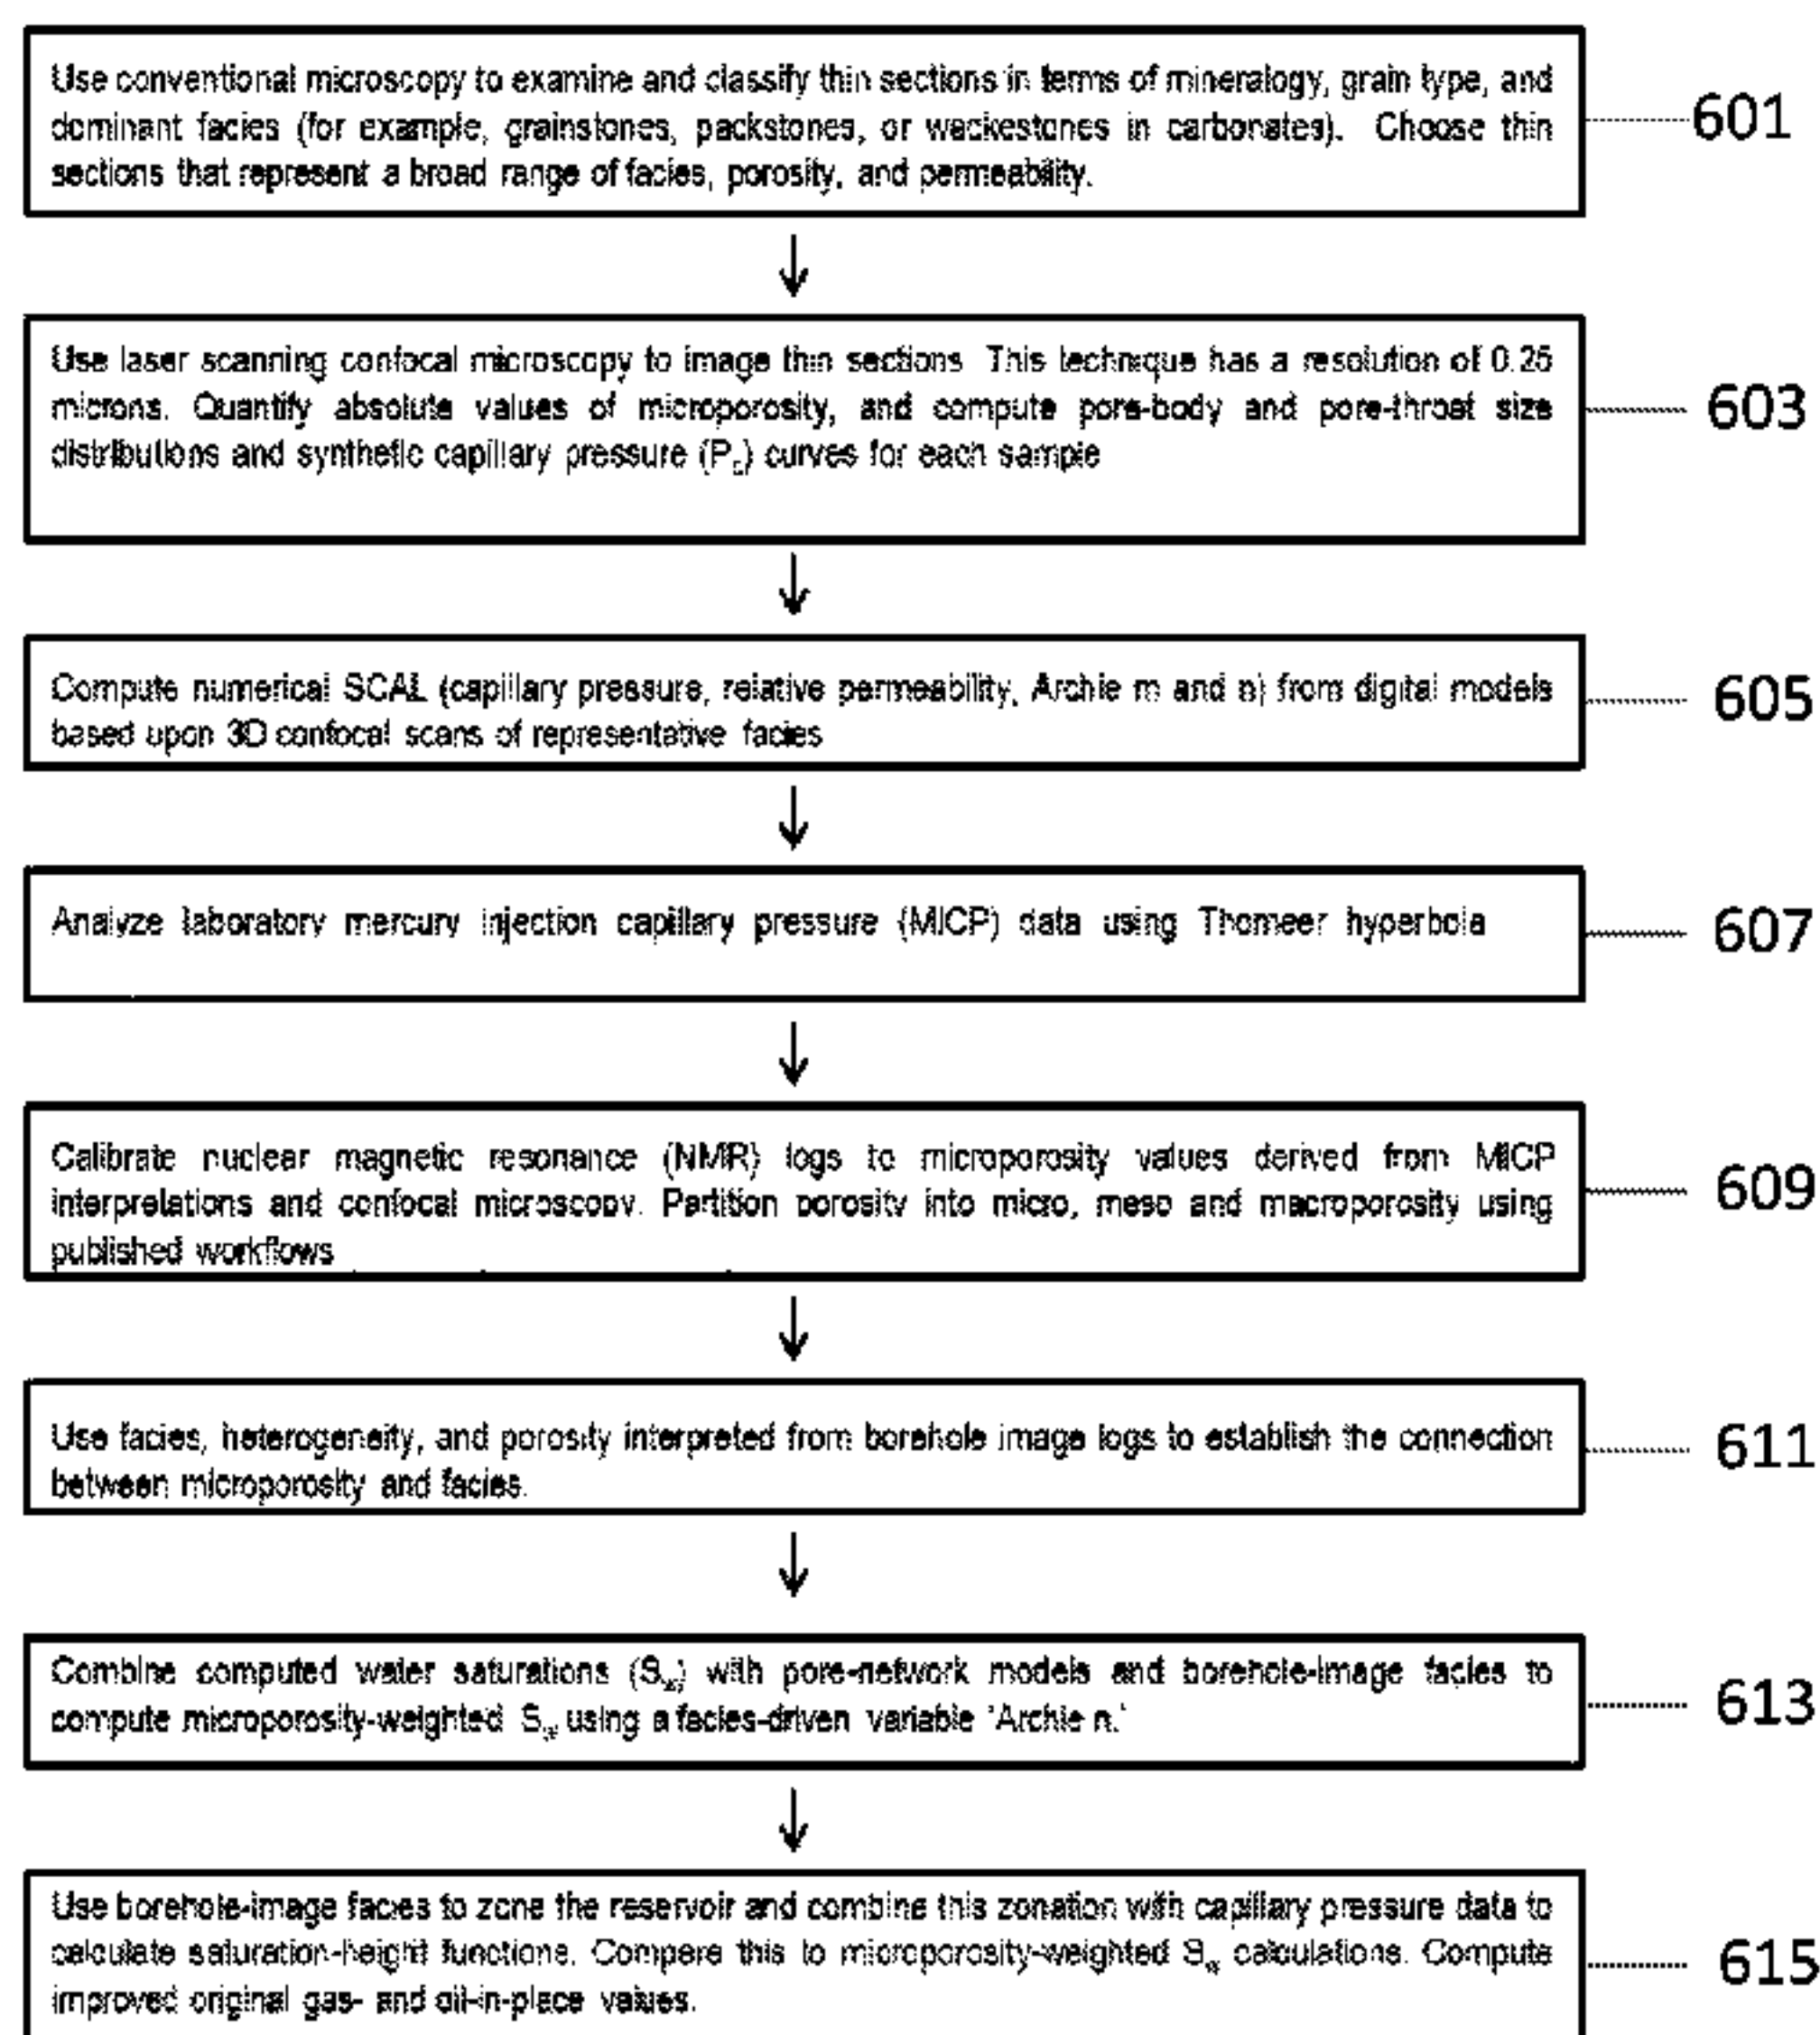 Use conventional microscopy to examine and classify thin sections in terms of mineralogy, grain type, and
dominant facies (for example, grainstones, packstones, or wackestones in carbonates). Choose thin
sections that represent a broad range of facies, porosity, and permeability.
601
Use laser scanning confocal microscopy to image thin sections This technique has a resolution of 0.25
microns. Quantify absolute values of microporosity, and compute pore-body and pore-throat size
distributions and synthetic capillary pressure (Pc) curves for each sample
603
Compute numerical SCAL (capillary pressure, relative permeability, Archie m and n) from digital models
based upon 3D confocal scans of representative facies
605
Analyze laboratory mercury injection capillary pressure (MICP) data using Thomeer hyperbola
607
Calibrate nuclear magnetic resonance (NMR) logs to microporosity values derived from MICP
interpretations and confocal microscopy. Partition porosity into micro, meso and macroporosity using
published workflows
609
Use facies, heterogeneity, and porosity interpreted from borehole image logs to establish the connection
between microporosity and facies.
611
Combine computed water saturations (Sw) with pore-network models and borehole-image facies to
compute microporosity-weighted Sw using a facies-driven variable 'Archie n.'
613
Use borehole-image facies to zone the reservoir and combine this zonation with capillary pressure data to
calculate saturation-height functions. Compare this to microporosity-weighted Sw calculations. Compute
improved original gas- and oil-in-place values.
615